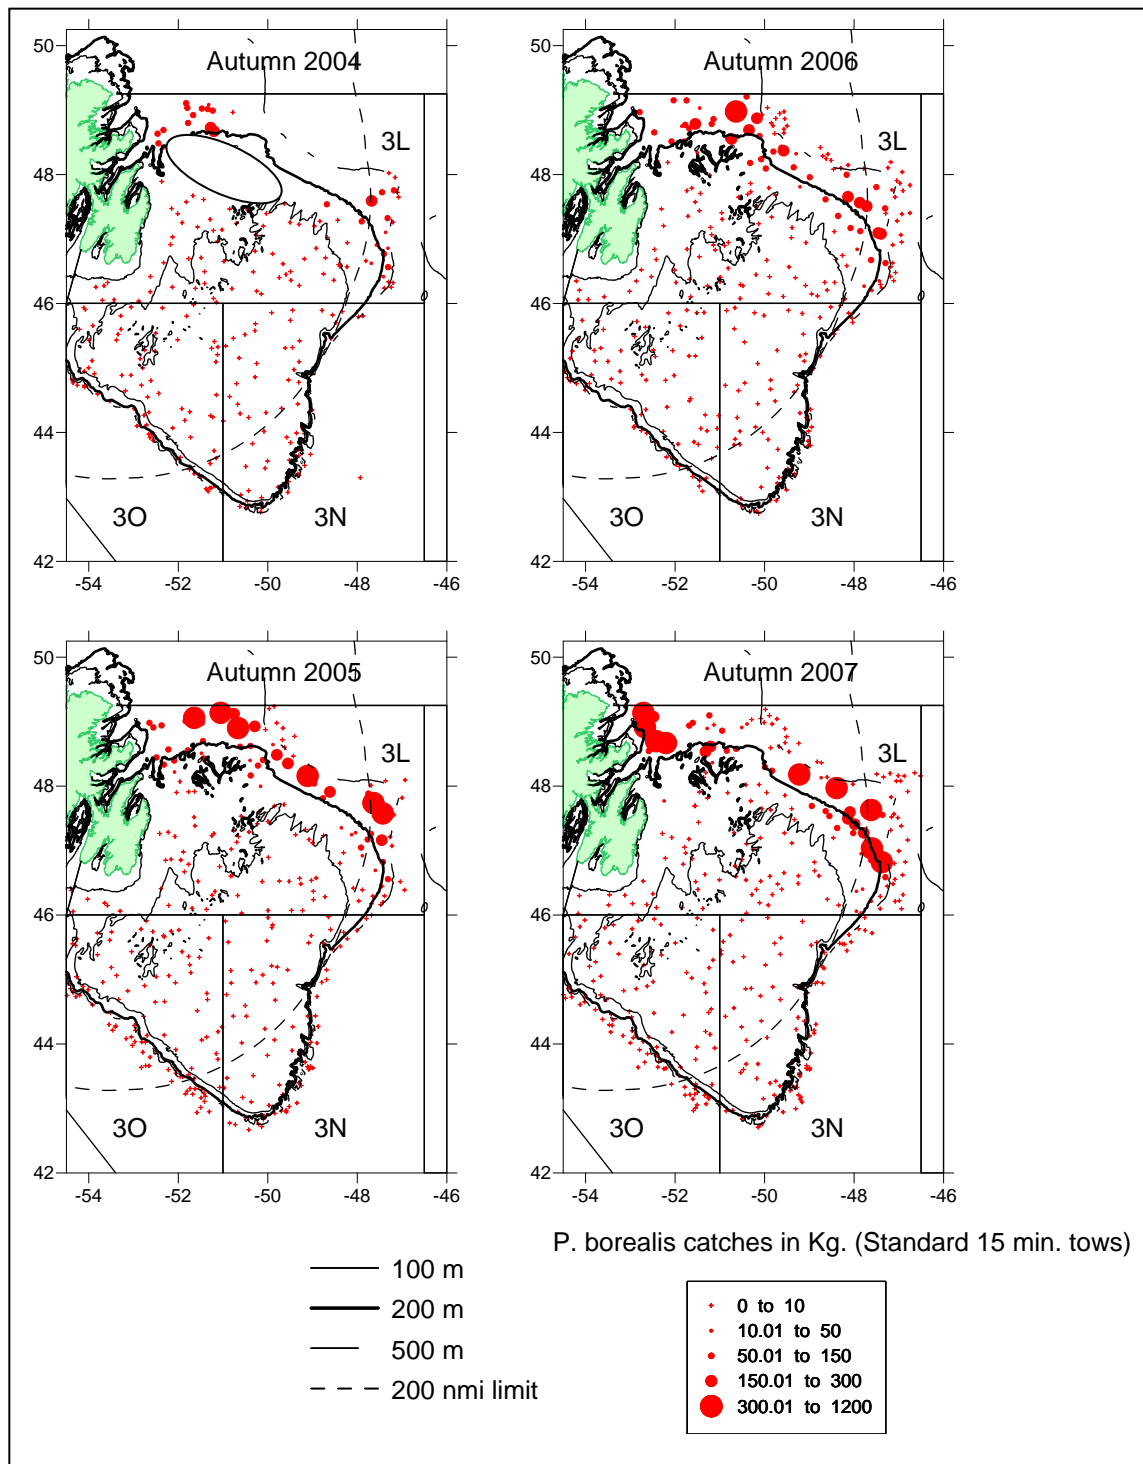 Autumn 2004
50
48
46
44
42
3L
3O
3N
-54 -52 -50 -48 -46
Autumn 2006
50
48
46
44
42
3L
3O
3N
-54 -52 -50 -48 -46
Autumn 2005
50
48
46
44
42
3L
3O
3N
-54 -52 -50 -48 -46
Autumn 2007
50
48
46
44
42
3L
3O
3N
-54 -52 -50 -48 -46
P. borealis catches in Kg. (Standard 15 min. tows)
100 m
200 m
500 m
200 nmi limit
0 to 10
10.01 to 50
50.01 to 150
150.01 to 300
300.01 to 1200